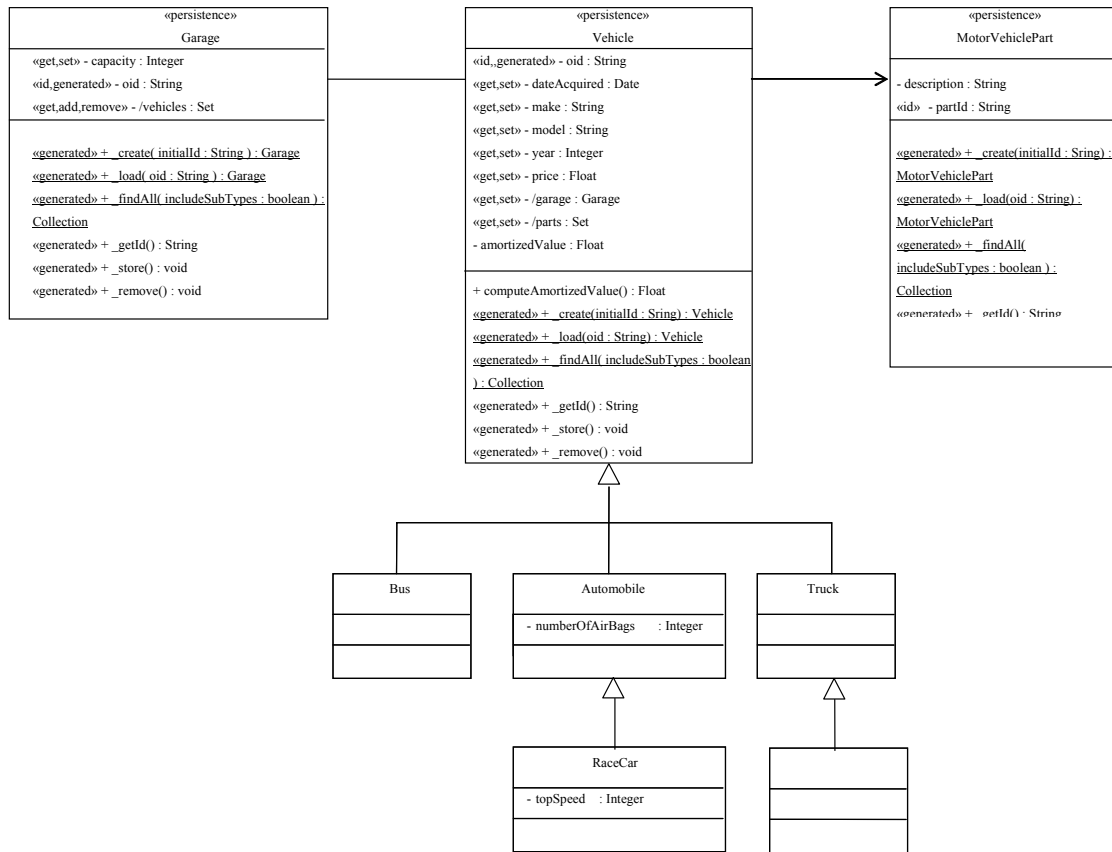 «persistence»
Garage
«get,set» - capacity : Integer
«id,generated» - oid : String
«get,add,remove» - /vehicles : Set
«generated» + _create( initialId : String ) : Garage
«generated» + _load( oid : String ) : Garage
«generated» + _findAll( includeSubTypes : boolean ) :
Collection
«generated» + _getId() : String
«generated» + _store() : void
«generated» + _remove() : void
«persistence»
Vehicle
«id,,generated» - oid : String
«get,set» - dateAcquired : Date
«get,set» - make : String
«get,set» - model : String
«get,set» - year : Integer
«get,set» - price : Float
«get,set» - /garage : Garage
«get,set» - /parts : Set
- amortizedValue : Float
+ computeAmortizedValue() : Float
«generated» + _create(initialId : Sring) : Vehicle
«generated» + _load(oid : String) : Vehicle
«generated» + _findAll( includeSubTypes : boolean
) : Collection
«generated» + _getId() : String
«generated» + _store() : void
«generated» + _remove() : void
«persistence»
MotorVehiclePart
- description : String
«id» - partId : String
«generated» + _create(initialId : Sring) :
MotorVehiclePart
«generated» + _load(oid : String) :
MotorVehiclePart
«generated» + _findAll(
includeSubTypes : boolean ) :
Collection
«generated» + _getId() : String
Bus
Automobile
- numberOfAirBags : Integer
Truck
RaceCar
- topSpeed : Integer